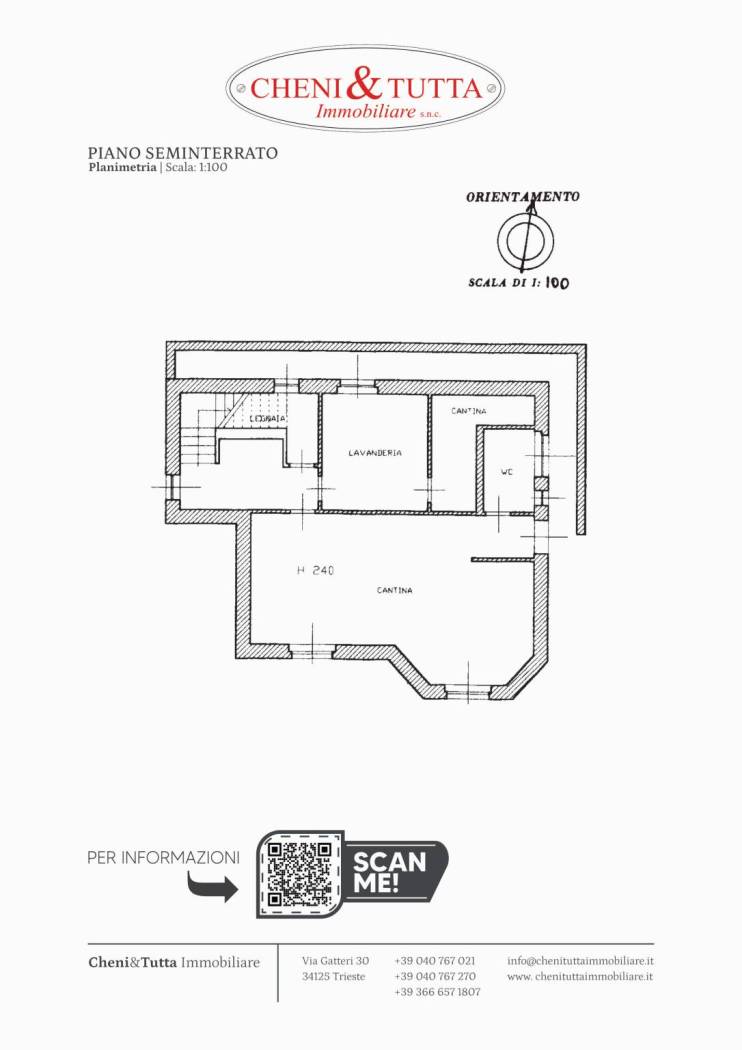 CHENI & TUTTA
Immobiliare s.n.c.
PIANO SEMINTERRATO
Planimetria | Scala: 1:100
ORIENTAMENTO
SCALA DI 1: 100
LEGNAIA
CANTINA
LAVANDERIA
WC
H 240
CANTINA
PER INFORMAZIONI
SCAN
ME!
Cheni&Tutta Immobiliare
Via Gatteri 30
34125 Trieste
+39 040 767 021
+39 040 767 270
+39 366 657 1807
info@chenituttaimmobiliare.it
www. chenituttaimmobiliare.it